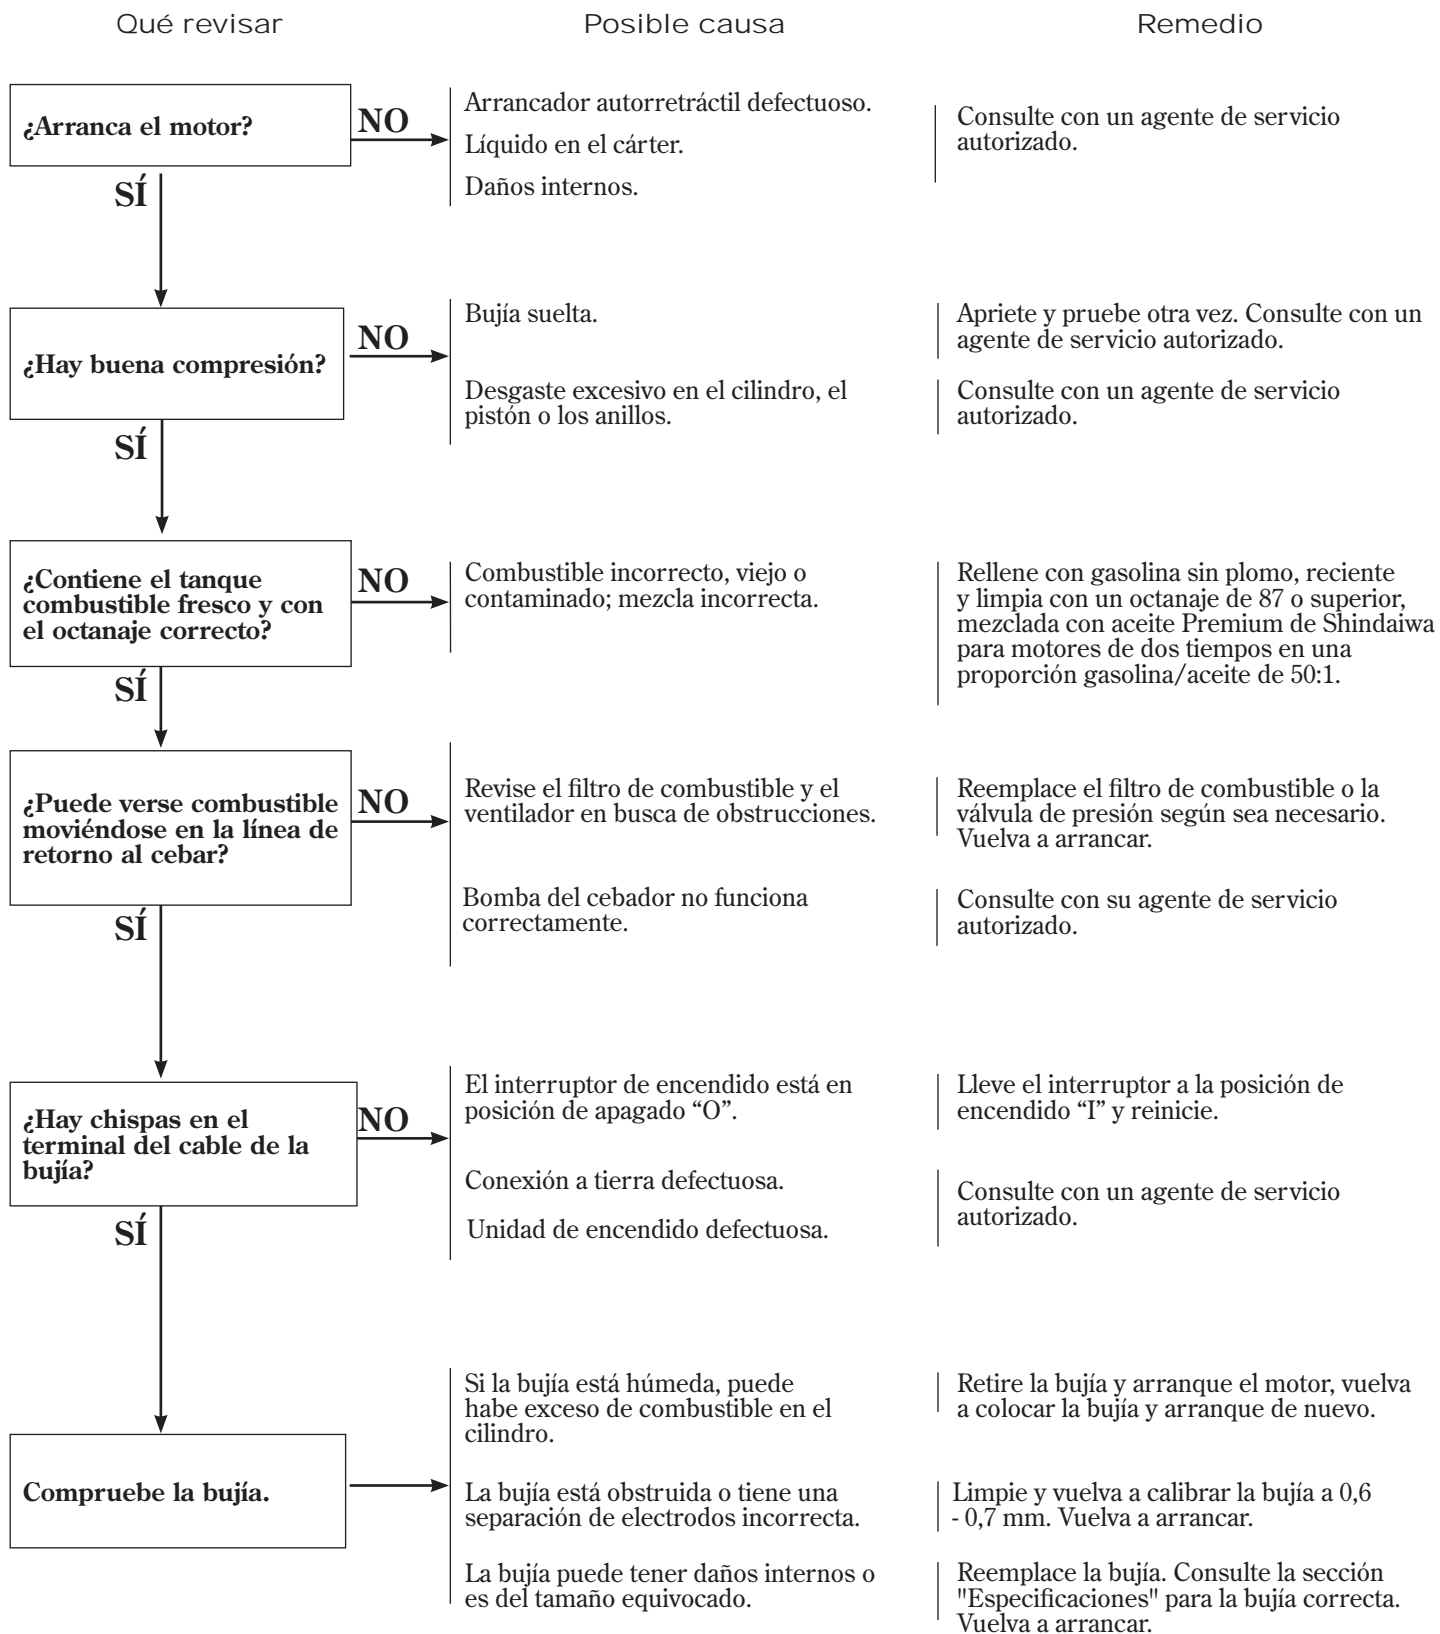 Qué revisar
Posible causa
Remedio
¿Arranca el motor?
NO
SÍ
Arrancador autorretráctil defectuoso.
Líquido en el cárter.
Daños internos.
Consulte con un agente de servicio
autorizado.
¿Hay buena compresión?
NO
SÍ
Bujía suelta.
Apriete y pruebe otra vez. Consulte con un
agente de servicio autorizado.
Desgaste excesivo en el cilindro, el
pistón o los anillos.
Consulte con un agente de servicio
autorizado.
¿Contiene el tanque
combustible fresco y con
el octanaje correcto?
NO
SÍ
Combustible incorrecto, viejo o
contaminado; mezcla incorrecta.
Rellene con gasolina sin plomo, reciente
y limpia con un octanaje de 87 o superior,
mezclada con aceite Premium de Shindaiwa
para motores de dos tiempos en una
proporción gasolina/aceite de 50:1.
¿Puede verse combustible
moviéndose en la línea de
retorno al cebar?
NO
SÍ
Revise el filtro de combustible y el
ventilador en busca de obstrucciones.
Reemplace el filtro de combustible o la
válvula de presión según sea necesario.
Vuelva a arrancar.
Bomba del cebador no funciona
correctamente.
Consulte con su agente de servicio
autorizado.
¿Hay chispas en el
terminal del cable de la
bujía?
NO
SÍ
El interruptor de encendido está en
posición de apagado “O”.
Lleve el interruptor a la posición de
encendido “I” y reinicie.
Conexión a tierra defectuosa.
Unidad de encendido defectuosa.
Consulte con un agente de servicio
autorizado.
Compruebe la bujía.
Si la bujía está húmeda, puede
habe exceso de combustible en el
cilindro.
Retire la bujía y arranque el motor, vuelva
a colocar la bujía y arranque de nuevo.
La bujía está obstruida o tiene una
separación de electrodos incorrecta.
Limpie y vuelva a calibrar la bujía a 0,6
- 0,7 mm. Vuelva a arrancar.
La bujía puede tener daños internos o
es del tamaño equivocado.
Reemplace la bujía. Consulte la sección
"Especificaciones" para la bujía correcta.
Vuelva a arrancar.